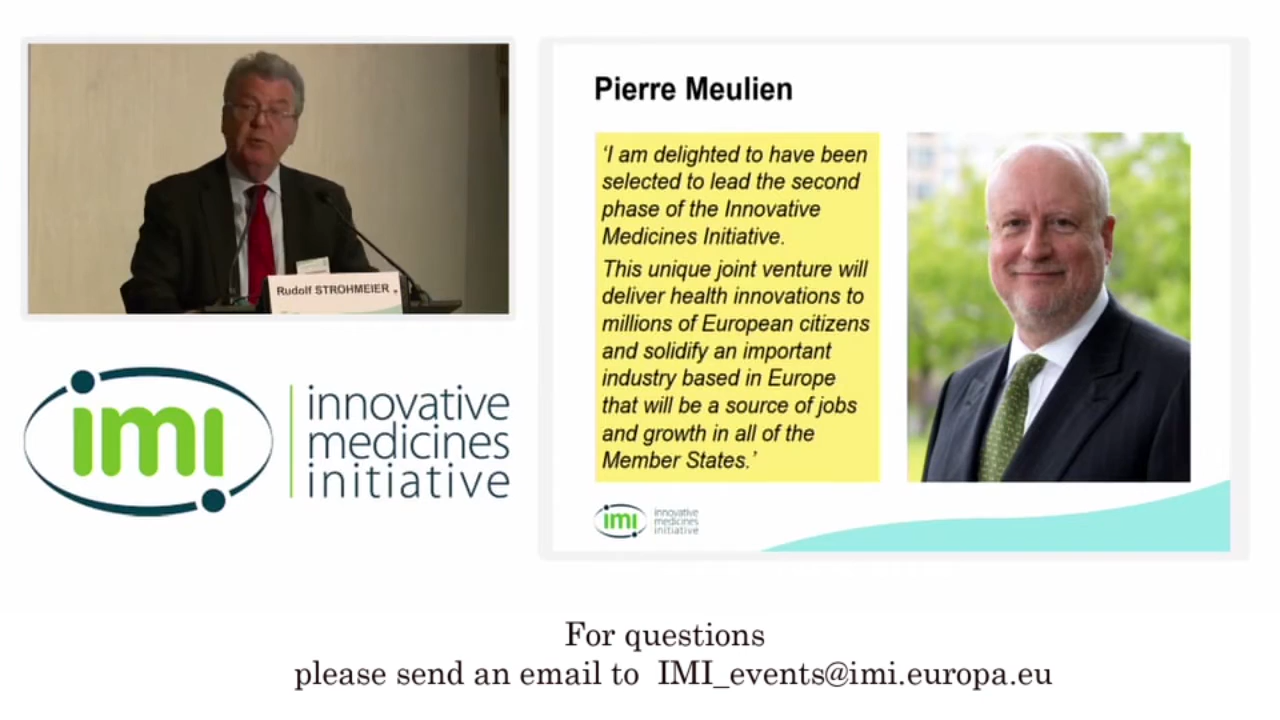 Rudolf STROHMEIER
imi
innovative
medicines
initiative
Pierre Meulien
‘I am delighted to have been
selected to lead the second
phase of the Innovative
Medicines Initiative.
This unique joint venture will
deliver health innovations to
millions of European citizens
and solidify an important
industry based in Europe
that will be a source of jobs
and growth in all of the
Member States.’
imi
innovative
medicines
initiative
For questions
please send an email to IMI_events@imi.europa.eu